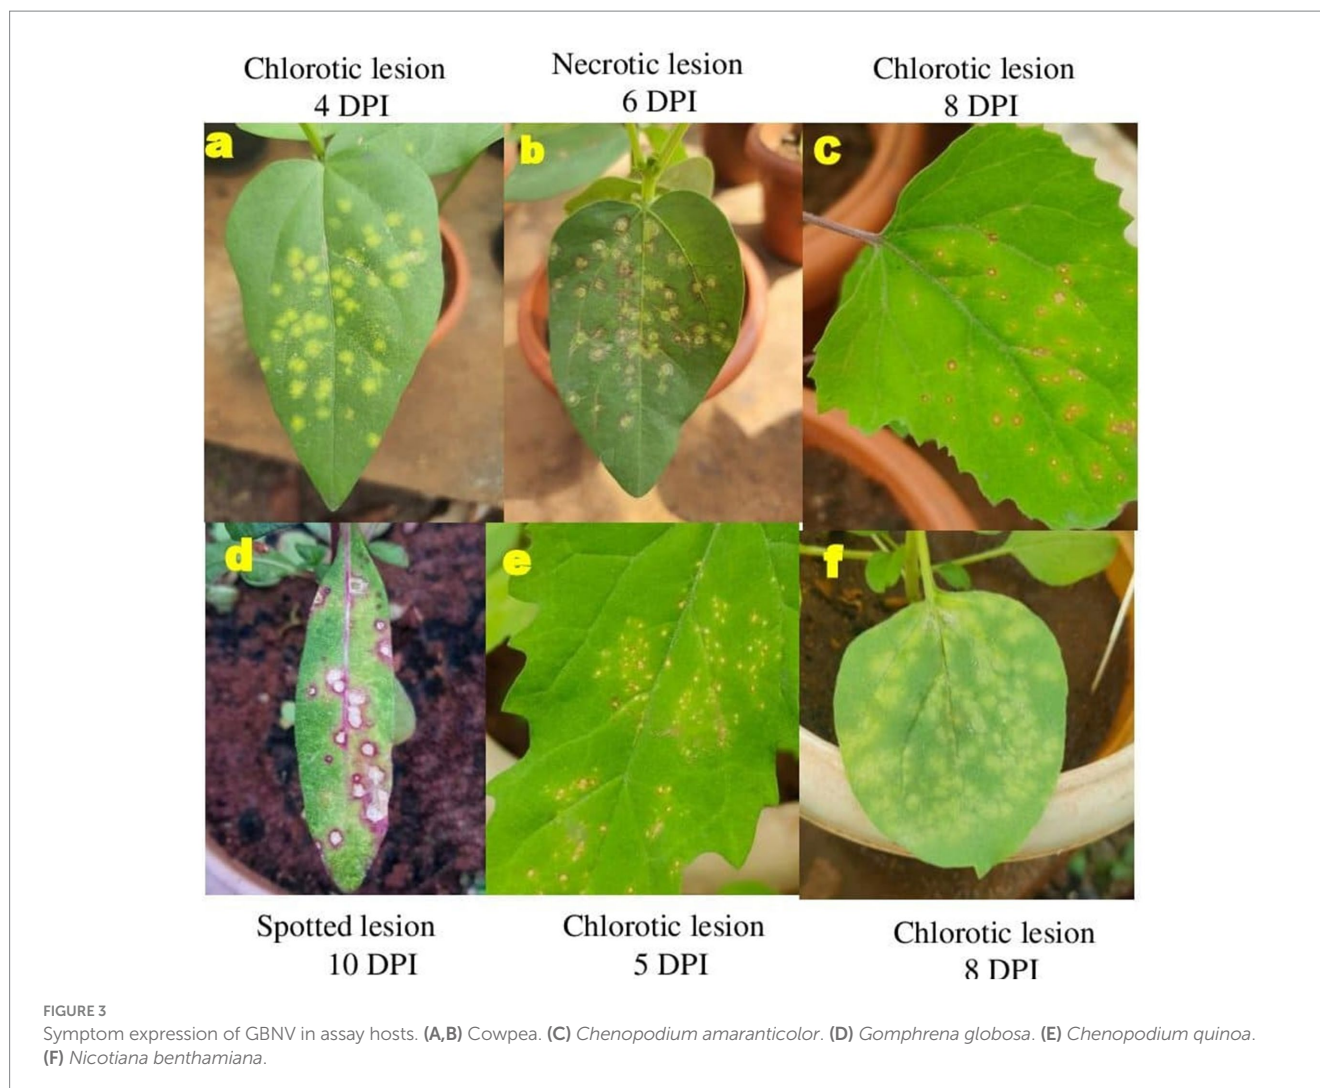 Chlorotic lesion
4 DPI
Necrotic lesion
6 DPI
Chlorotic lesion
8 DPI
a
b
c
d
e
f
Spotted lesion
10 DPI
Chlorotic lesion
5 DPI
Chlorotic lesion
8 DPI
FIGURE 3
Symptom expression of GBNV in assay hosts. (A,B) Cowpea. (C) Chenopodium amaranticolor. (D) Gomphrena globosa. (E) Chenopodium quinoa.
(F) Nicotiana benthamiana.